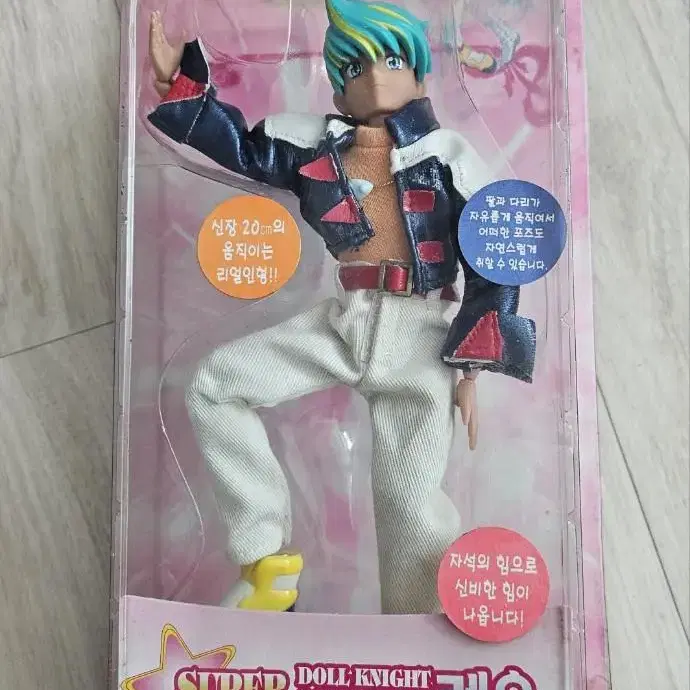 신장 20cm의
움직이는
리얼인형!!
팔과 다리가
자유롭게 움직여서
어떠한 포즈도
자연스럽게
취할 수 있습니다.
자석의 힘으로
신비한 힘이
나옵니다!
SUPER
DOLL KNIGHT